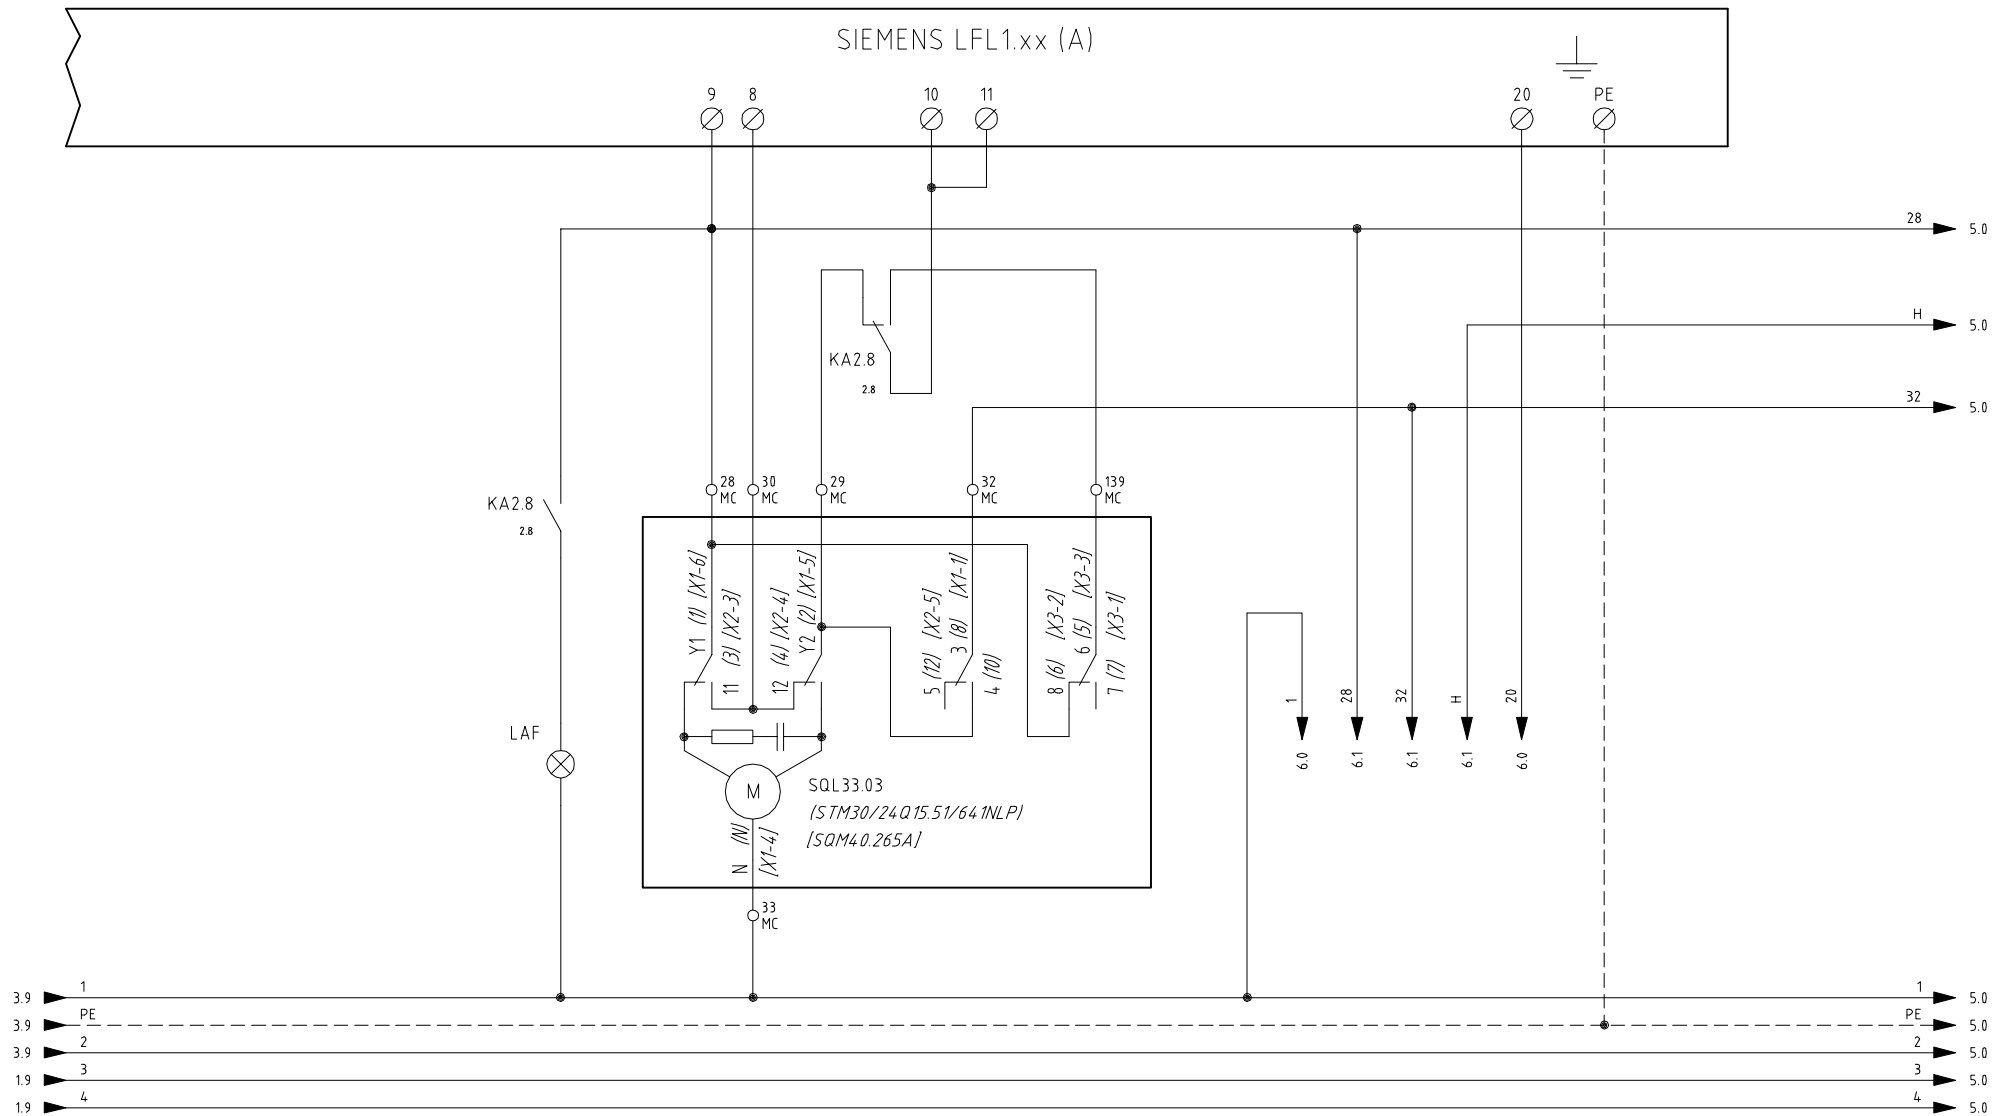 SIEMENS LFL1.xx (A)
9
8
10
11
20
PE
28
5.0
H
5.0
KA2.8
2.8
32
5.0
28
MC
30
MC
29
MC
32
MC
139
MC
KA2.8
2.8
Y1 (1) [X1-6]
11 (3) [X2-3]
12 (4) [X2-4]
Y2 (2) [X1-5]
5 (12) [X2-5]
3 (8) [X1-1]
4 (10)
8 (6) [X3-2]
6 (5) [X3-3]
7 (7) [X3-1]
1
28
32
H
20
6.0
6.1
6.1
6.1
6.0
LAF
M
SQL33.03
(STM30/24Q15.51/641NLP)
[SQM40.265A]
N (N)
[X1-4]
33
MC
3.9
1
1
5.0
3.9
PE
PE
5.0
3.9
2
2
5.0
1.9
3
3
5.0
1.9
4
4
5.0